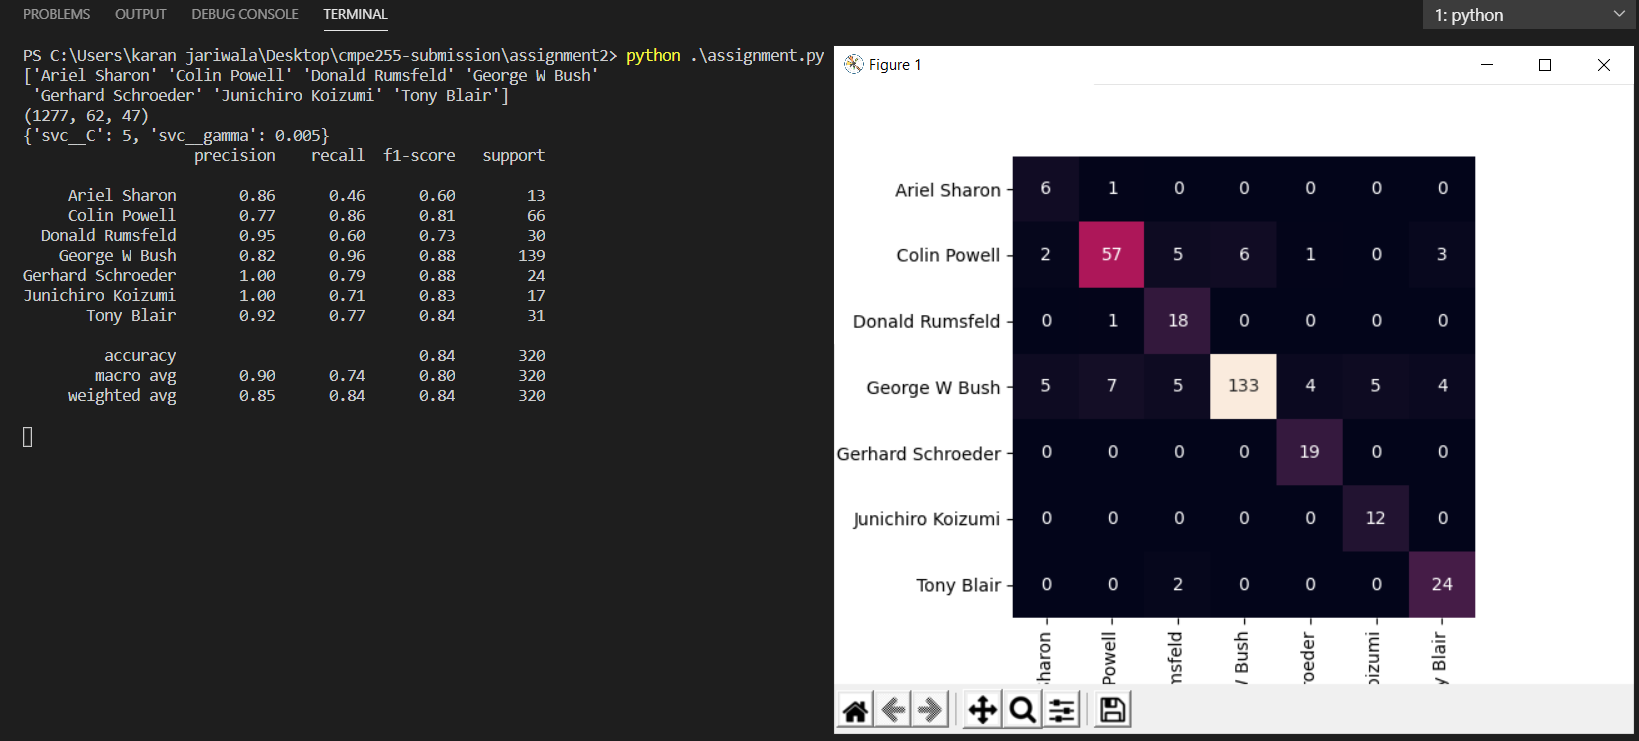 PROBLEMS OUTPUT DEBUG CONSOLE TERMINAL 1: python
PS C:\Users\karan jariwala\Desktop\cmpe255-submission\assignment2> python .\assignment.py
['Ariel Sharon' 'Colin Powell' 'Donald Rumsfeld' 'George W Bush'
'Gerhard Schroeder' 'Junichiro Koizumi' 'Tony Blair']
(1277, 62, 47)
{'svc__C': 5, 'svc__gamma': 0.005}
precision recall f1-score support
Ariel Sharon 0.86 0.46 0.60 13
Colin Powell 0.77 0.86 0.81 66
Donald Rumsfeld 0.95 0.60 0.73 30
George W Bush 0.82 0.96 0.88 139
Gerhard Schroeder 1.00 0.79 0.88 24
Junichiro Koizumi 1.00 0.71 0.83 17
Tony Blair 0.92 0.77 0.84 31
accuracy 0.84 320
macro avg 0.90 0.74 0.80 320
weighted avg 0.85 0.84 0.84 320
Figure 1
Ariel Sharon 6 1 0 0 0 0 0
Colin Powell 2 57 5 6 1 0 3
Donald Rumsfeld 0 1 18 0 0 0 0
George W Bush 5 7 5 133 4 5 4
Gerhard Schroeder 0 0 0 0 19 0 0
Junichiro Koizumi 0 0 0 0 0 12 0
Tony Blair 0 0 2 0 0 0 24
Sharon
Powell
msfeld
W Bush
roeder
oizumi
y Blair